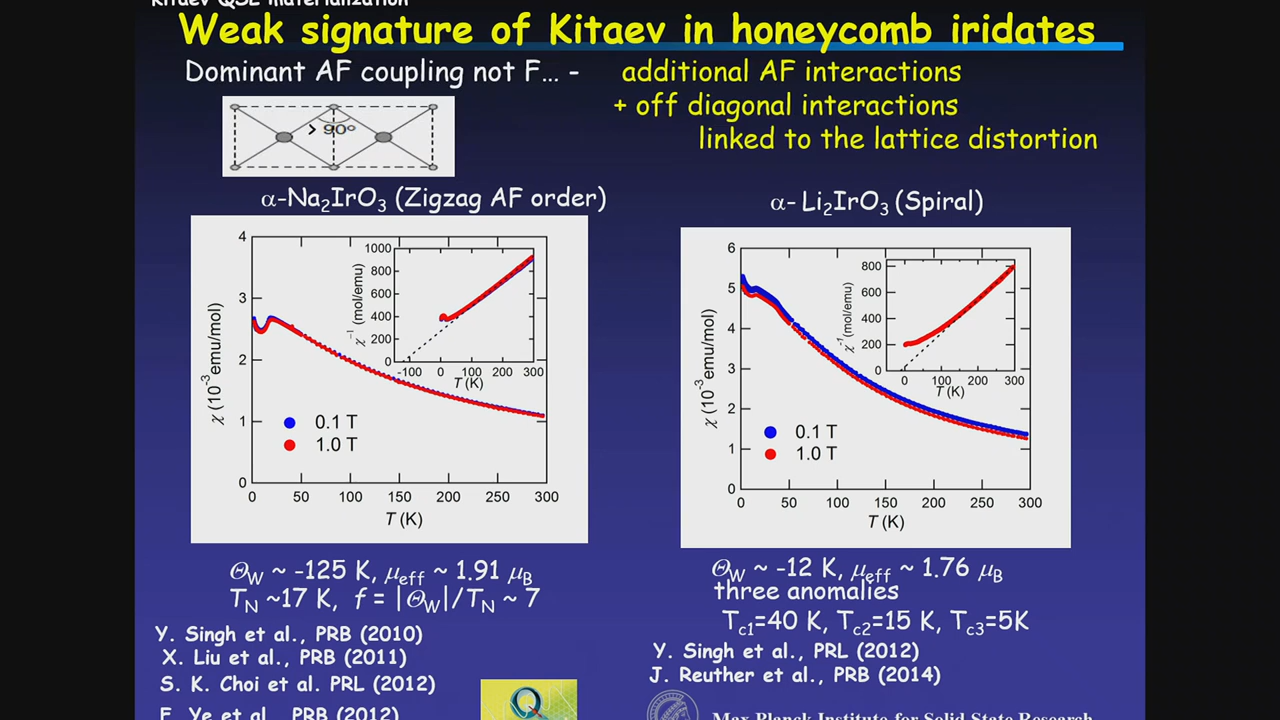 Kitaev QSL materialization
Weak signature of Kitaev in honeycomb iridates
Dominant AF coupling not F... - additional AF interactions
+ off diagonal interactions
linked to the lattice distortion
> 90°
α-Na₂IrO₃ (Zigzag AF order)
α- Li₂IrO₃ (Spiral)
4
3
2
1
0
χ (10⁻³ emu/mol)
0 50 100 150 200 250 300
T (K)
0.1 T
1.0 T
1000
800
600
400
200
0
χ⁻¹ (mol/emu)
-100 0 100 200 300
T (K)
6
5
4
3
2
1
0
χ (10⁻³ emu/mol)
0 50 100 150 200 250 300
T (K)
0.1 T
1.0 T
800
600
400
200
0
χ⁻¹ (mol/emu)
0 100 200 300
T (K)
Θ_W ~ -125 K, μ_eff ~ 1.91 μ_B
T_N ~17 K, f = |Θ_W|/T_N ~ 7
Y. Singh et al., PRB (2010)
X. Liu et al., PRB (2011)
S. K. Choi et al. PRL (2012)
F. Ye et al., PRB (2012)
Θ_W ~ -12 K, μ_eff ~ 1.76 μ_B
three anomalies
T_c1=40 K, T_c2=15 K, T_c3=5K
Y. Singh et al., PRL (2012)
J. Reuther et al., PRB (2014)
Max Planck Institute for Solid State Research